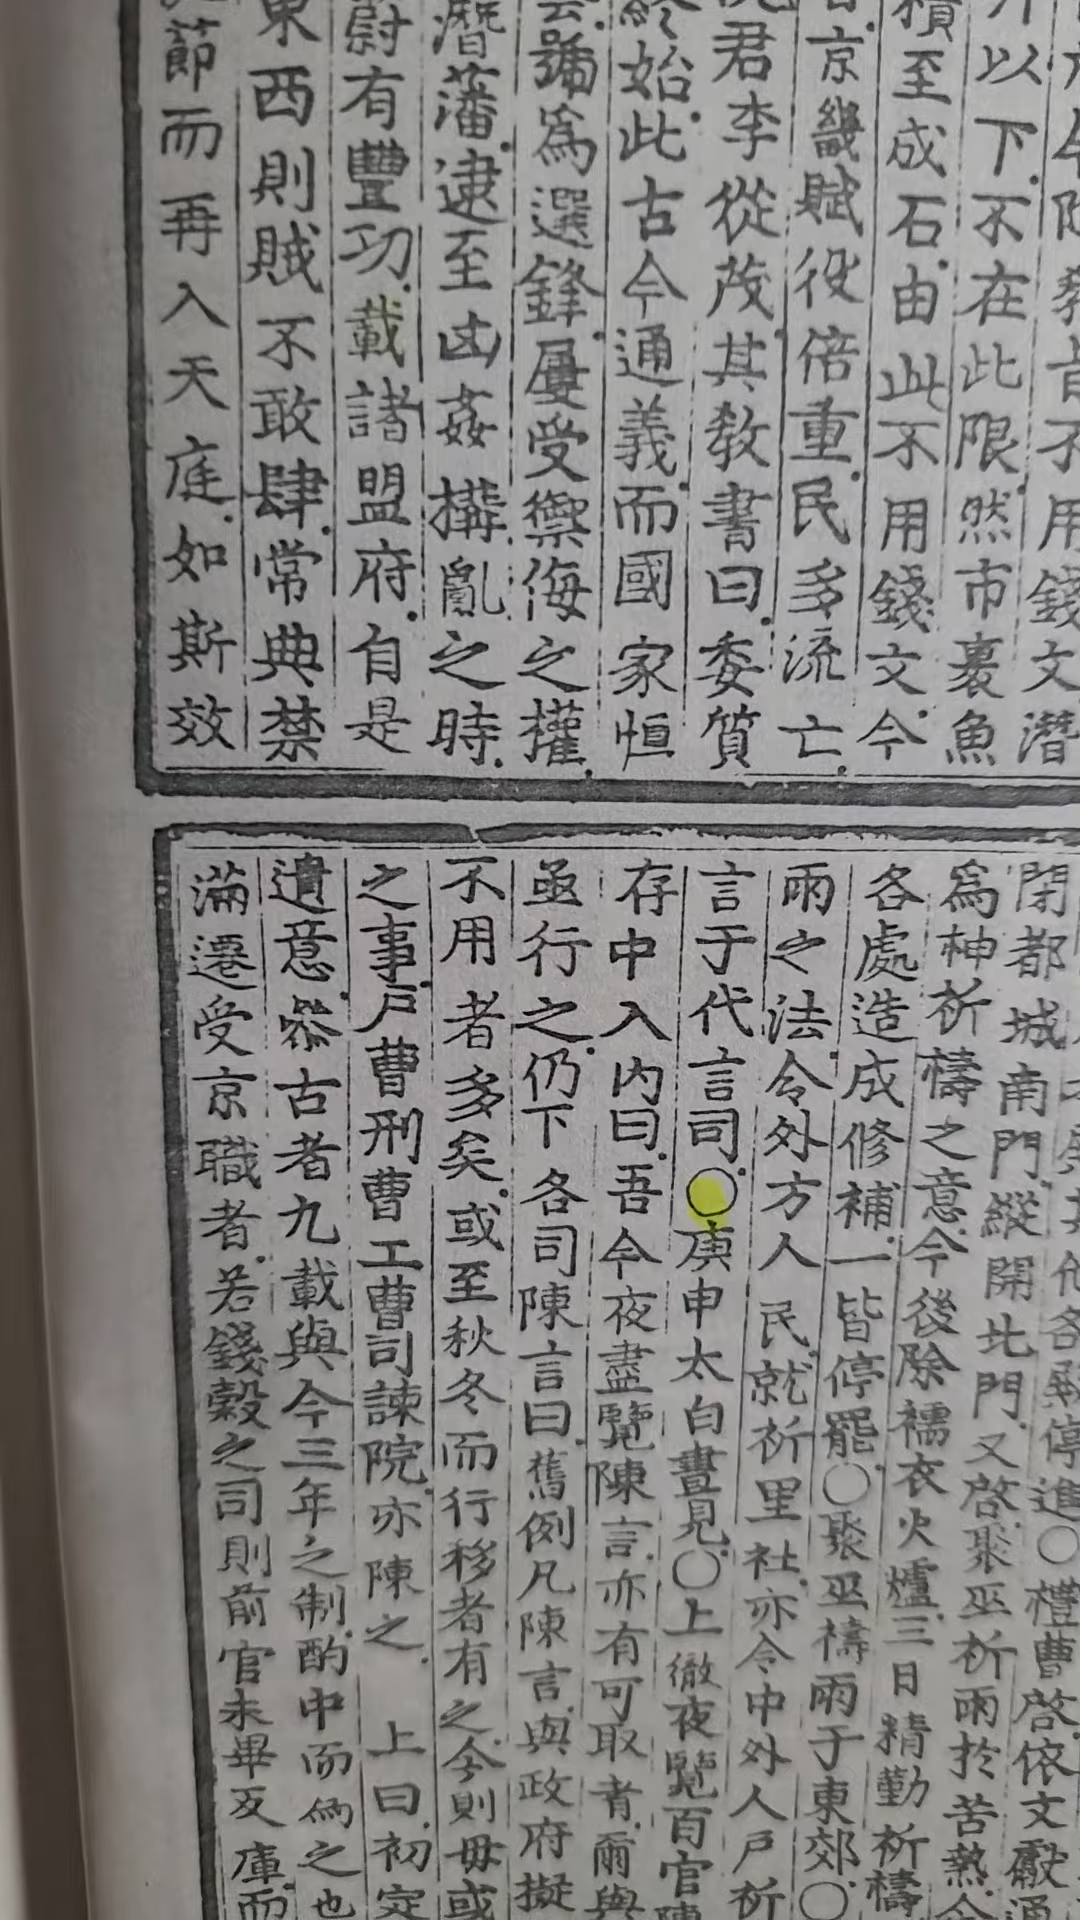 用錢文潛
以下不在此限然市裏魚
積至成石由此不用錢文今
京畿賦役倍重民多流亡
君李從茂其敎書曰委質
終始此古今通義而國家恒
號爲選鋒屢受禦侮之權
潛藩逮至凶姦構亂之時
尉有豐功載諸盟府自是
東西則賊不敢肆常典禁
節而再入天庭如斯效
閉都城南門縱開北門又啓聚巫祈雨於苦熱今
爲神祈禱之意今後除襦衣火爐三日精勤祈禱
各處造成修補一皆停罷○聚巫禱雨于東郊○
雨之法令外方人民就祈里社亦令中外人戶祈
言于代言司○庚申太白晝見○上徹夜覽百官陳
存中入內曰吾今夜盡覽陳言亦有可取者爾與
亟行之仍下各司陳言曰舊例凡陳言與政府擬
不用者多矣或至秋冬而行移者有之今則毋或
之事戶曹刑曹工曹司諫院亦陳之 上曰初定
遺意叅古者九載與今三年之制酌中而爲之也
滿遷受京職者若錢穀之司則前官未畢反庫而